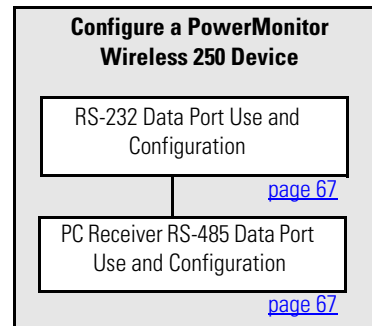 Configure a PowerMonitor
Wireless 250 Device
RS-232 Data Port Use and
Configuration
page 67
PC Receiver RS-485 Data Port
Use and Configuration
page 67